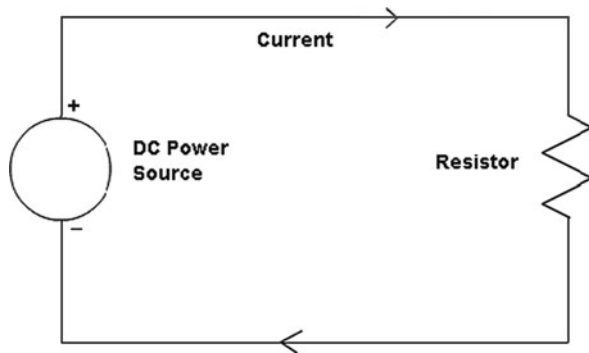 Current
+
DC Power
Source
Resistor
–